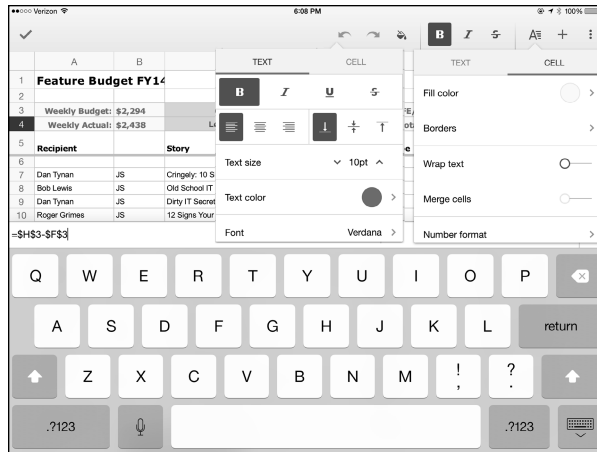 Verizon 6:08 PM 100%
B I S A
A B
TEXT CELL
TEXT CELL
1 Feature Budget FY14
B I U S
Fill color
2
3 Weekly Budget: $2,294
4 Weekly Actual: $2,438
Borders
5 Recipient Story
Text size 10pt
Wrap text
6
7 Dan Tynan JS Cringely: 10 S
8 Bob Lewis JS Old School IT
Text color
Merge cells
9 Dan Tynan JS Dirty IT Secret
10 Roger Grimes JS 12 Signs Your
Font Verdana
Number format
=$H$3-$F$3
Q W E R T Y U I O P
A S D F G H J K L return
Z X C V B N M ! , ? .
.?123 .?123